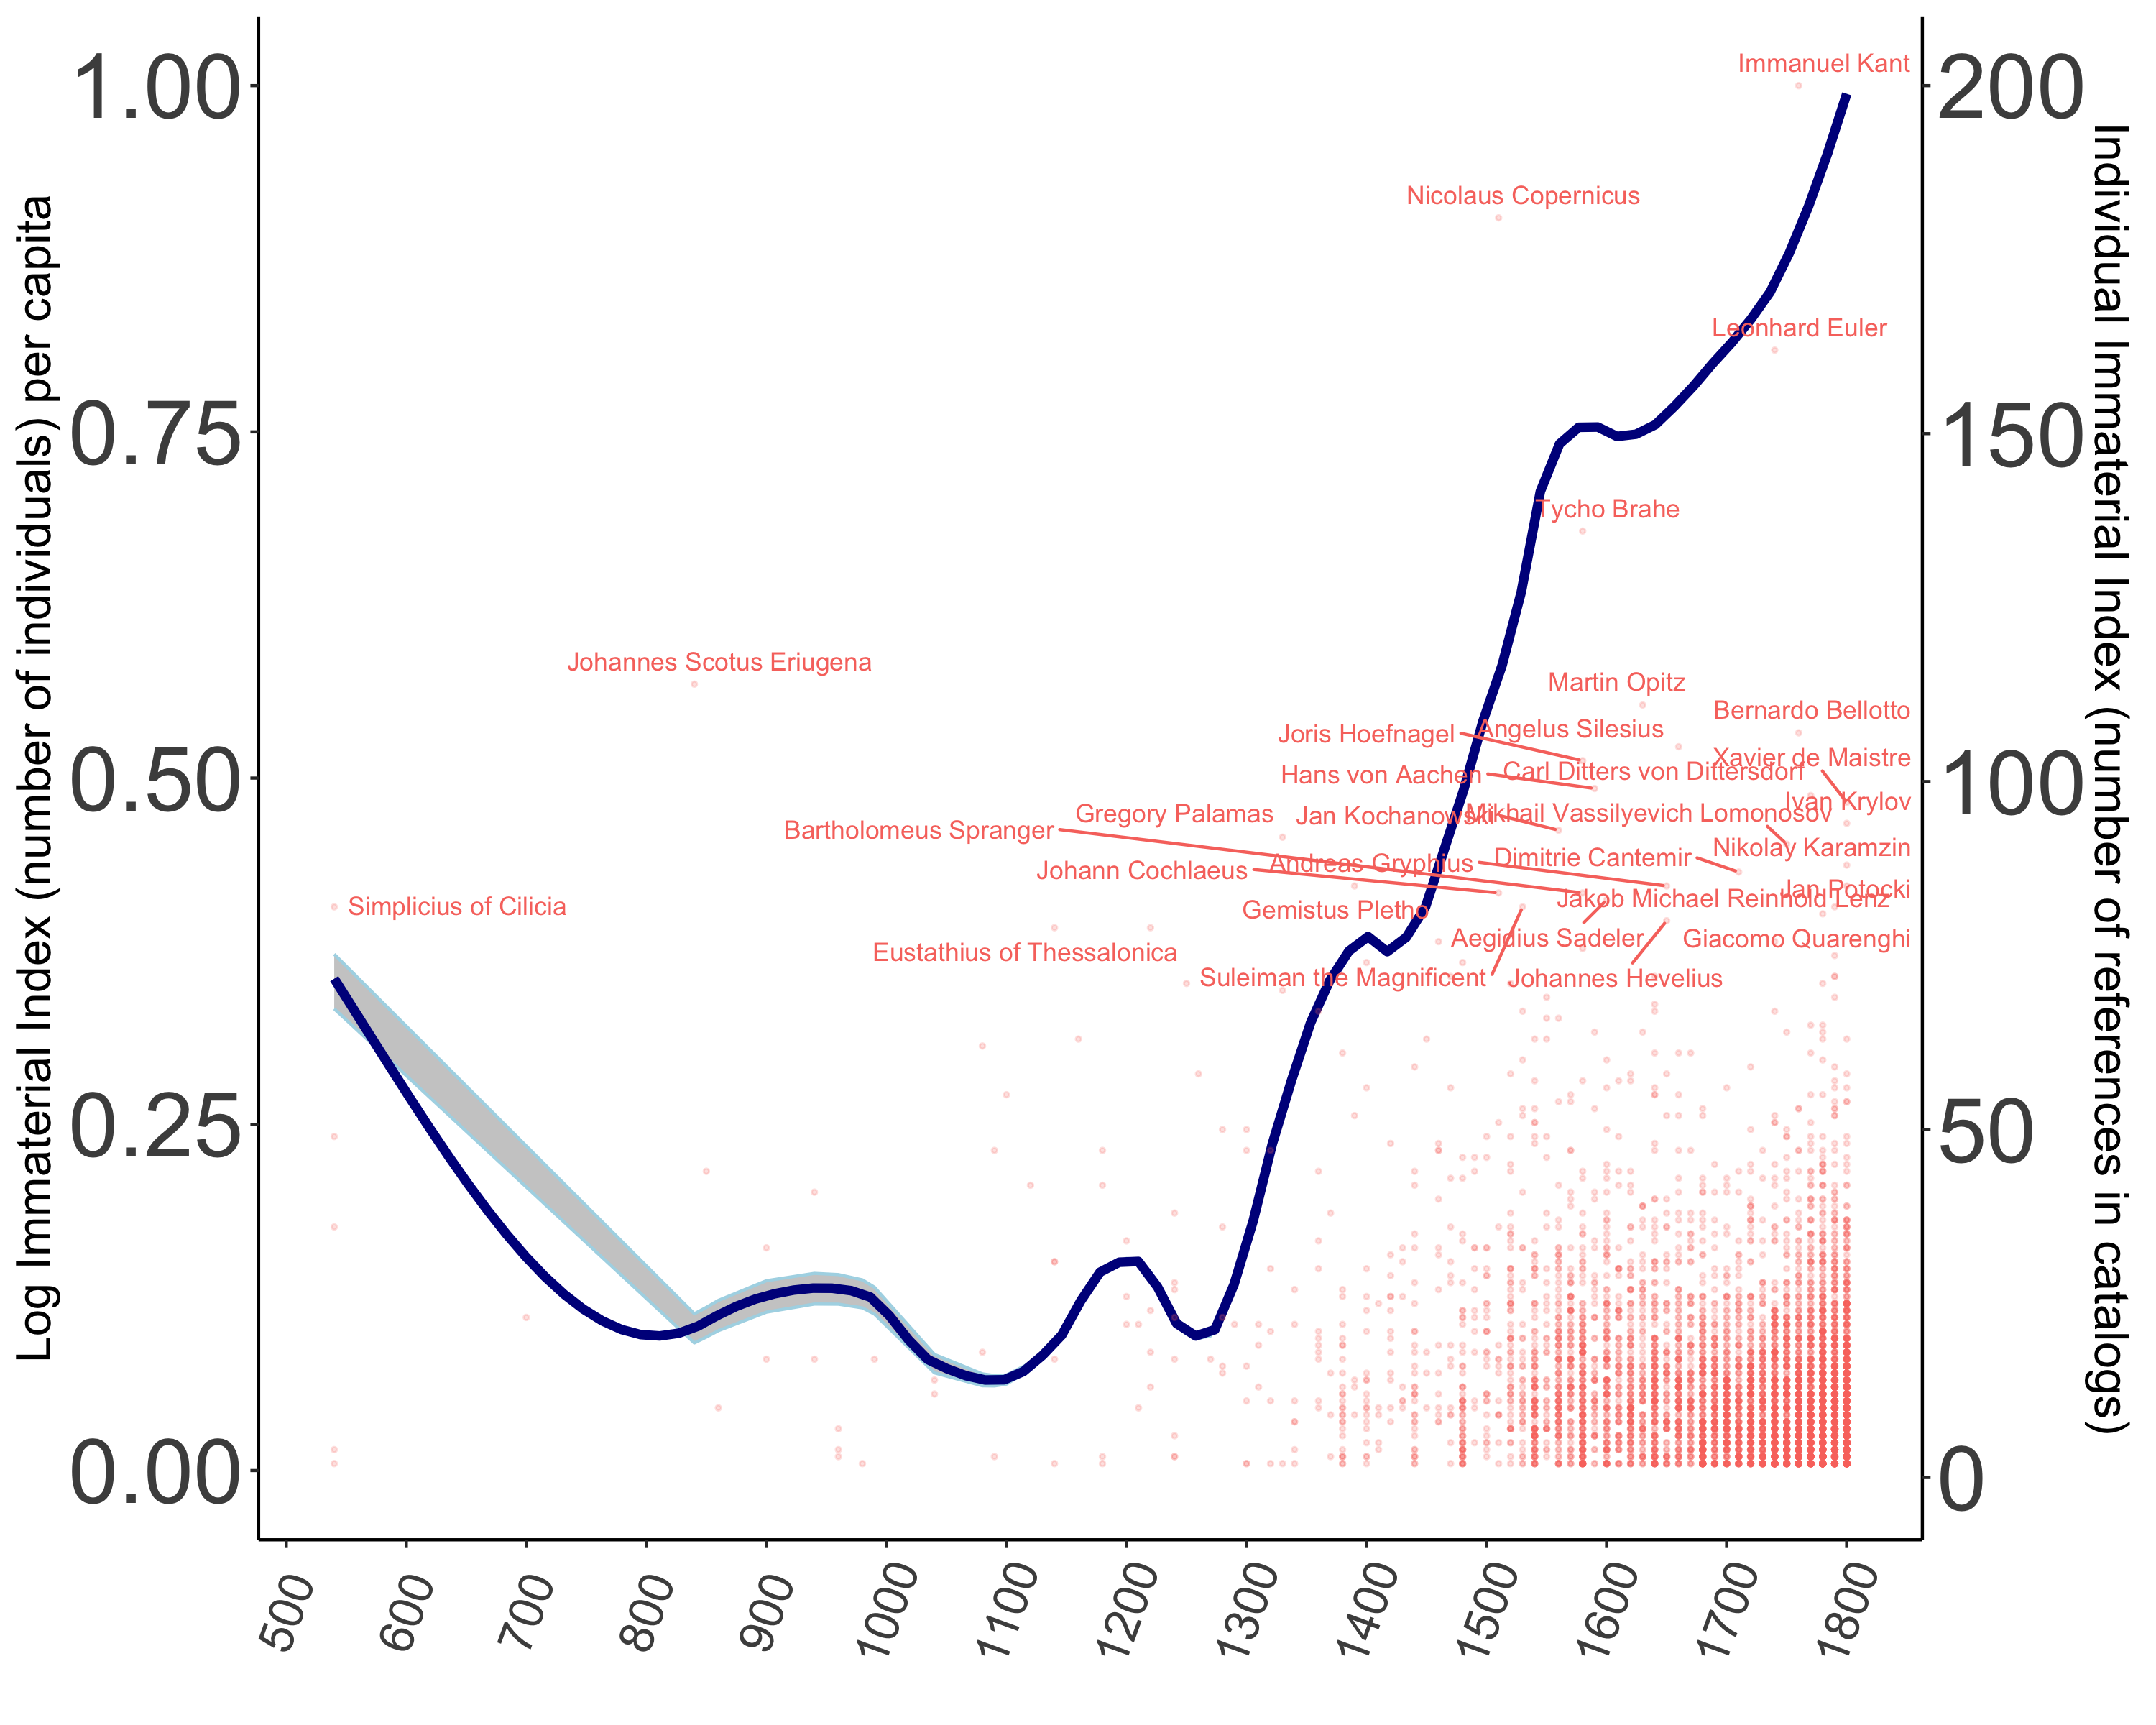 Log Immaterial Index (number of individuals) per capita
1.00
0.75
0.50
0.25
0.00
Immanuel Kant
Nicolaus Copernicus
Leonhard Euler
Tycho Brahe
Johannes Scotus Eriugena
Martin Opitz
Bernardo Bellotto
Joris Hoefnagel
Angelus Silesius
Xavier de Maistre
Hans von Aachen
Carl Ditters von Dittersdorf
Ivan Krylov
Gregory Palamas
Jan Kochanowski
Mikhail Vassilyevich Lomonosov
Bartholomeus Spranger
Nikolay Karamzin
Dimitrie Cantemir
Andreas Gryphius
Johann Cochlaeus
Jan Potocki
Jakob Michael Reinhold Lenz
Simplicius of Cilicia
Gemistus Pletho
Aegidius Sadeler
Giacomo Quarenghi
Eustathius of Thessalonica
Suleiman the Magnificent
Johannes Hevelius
200
150
100
50
0
Individual Immaterial Index (number of references in catalogs)
500
600
700
800
900
1000
1100
1200
1300
1400
1500
1600
1700
1800